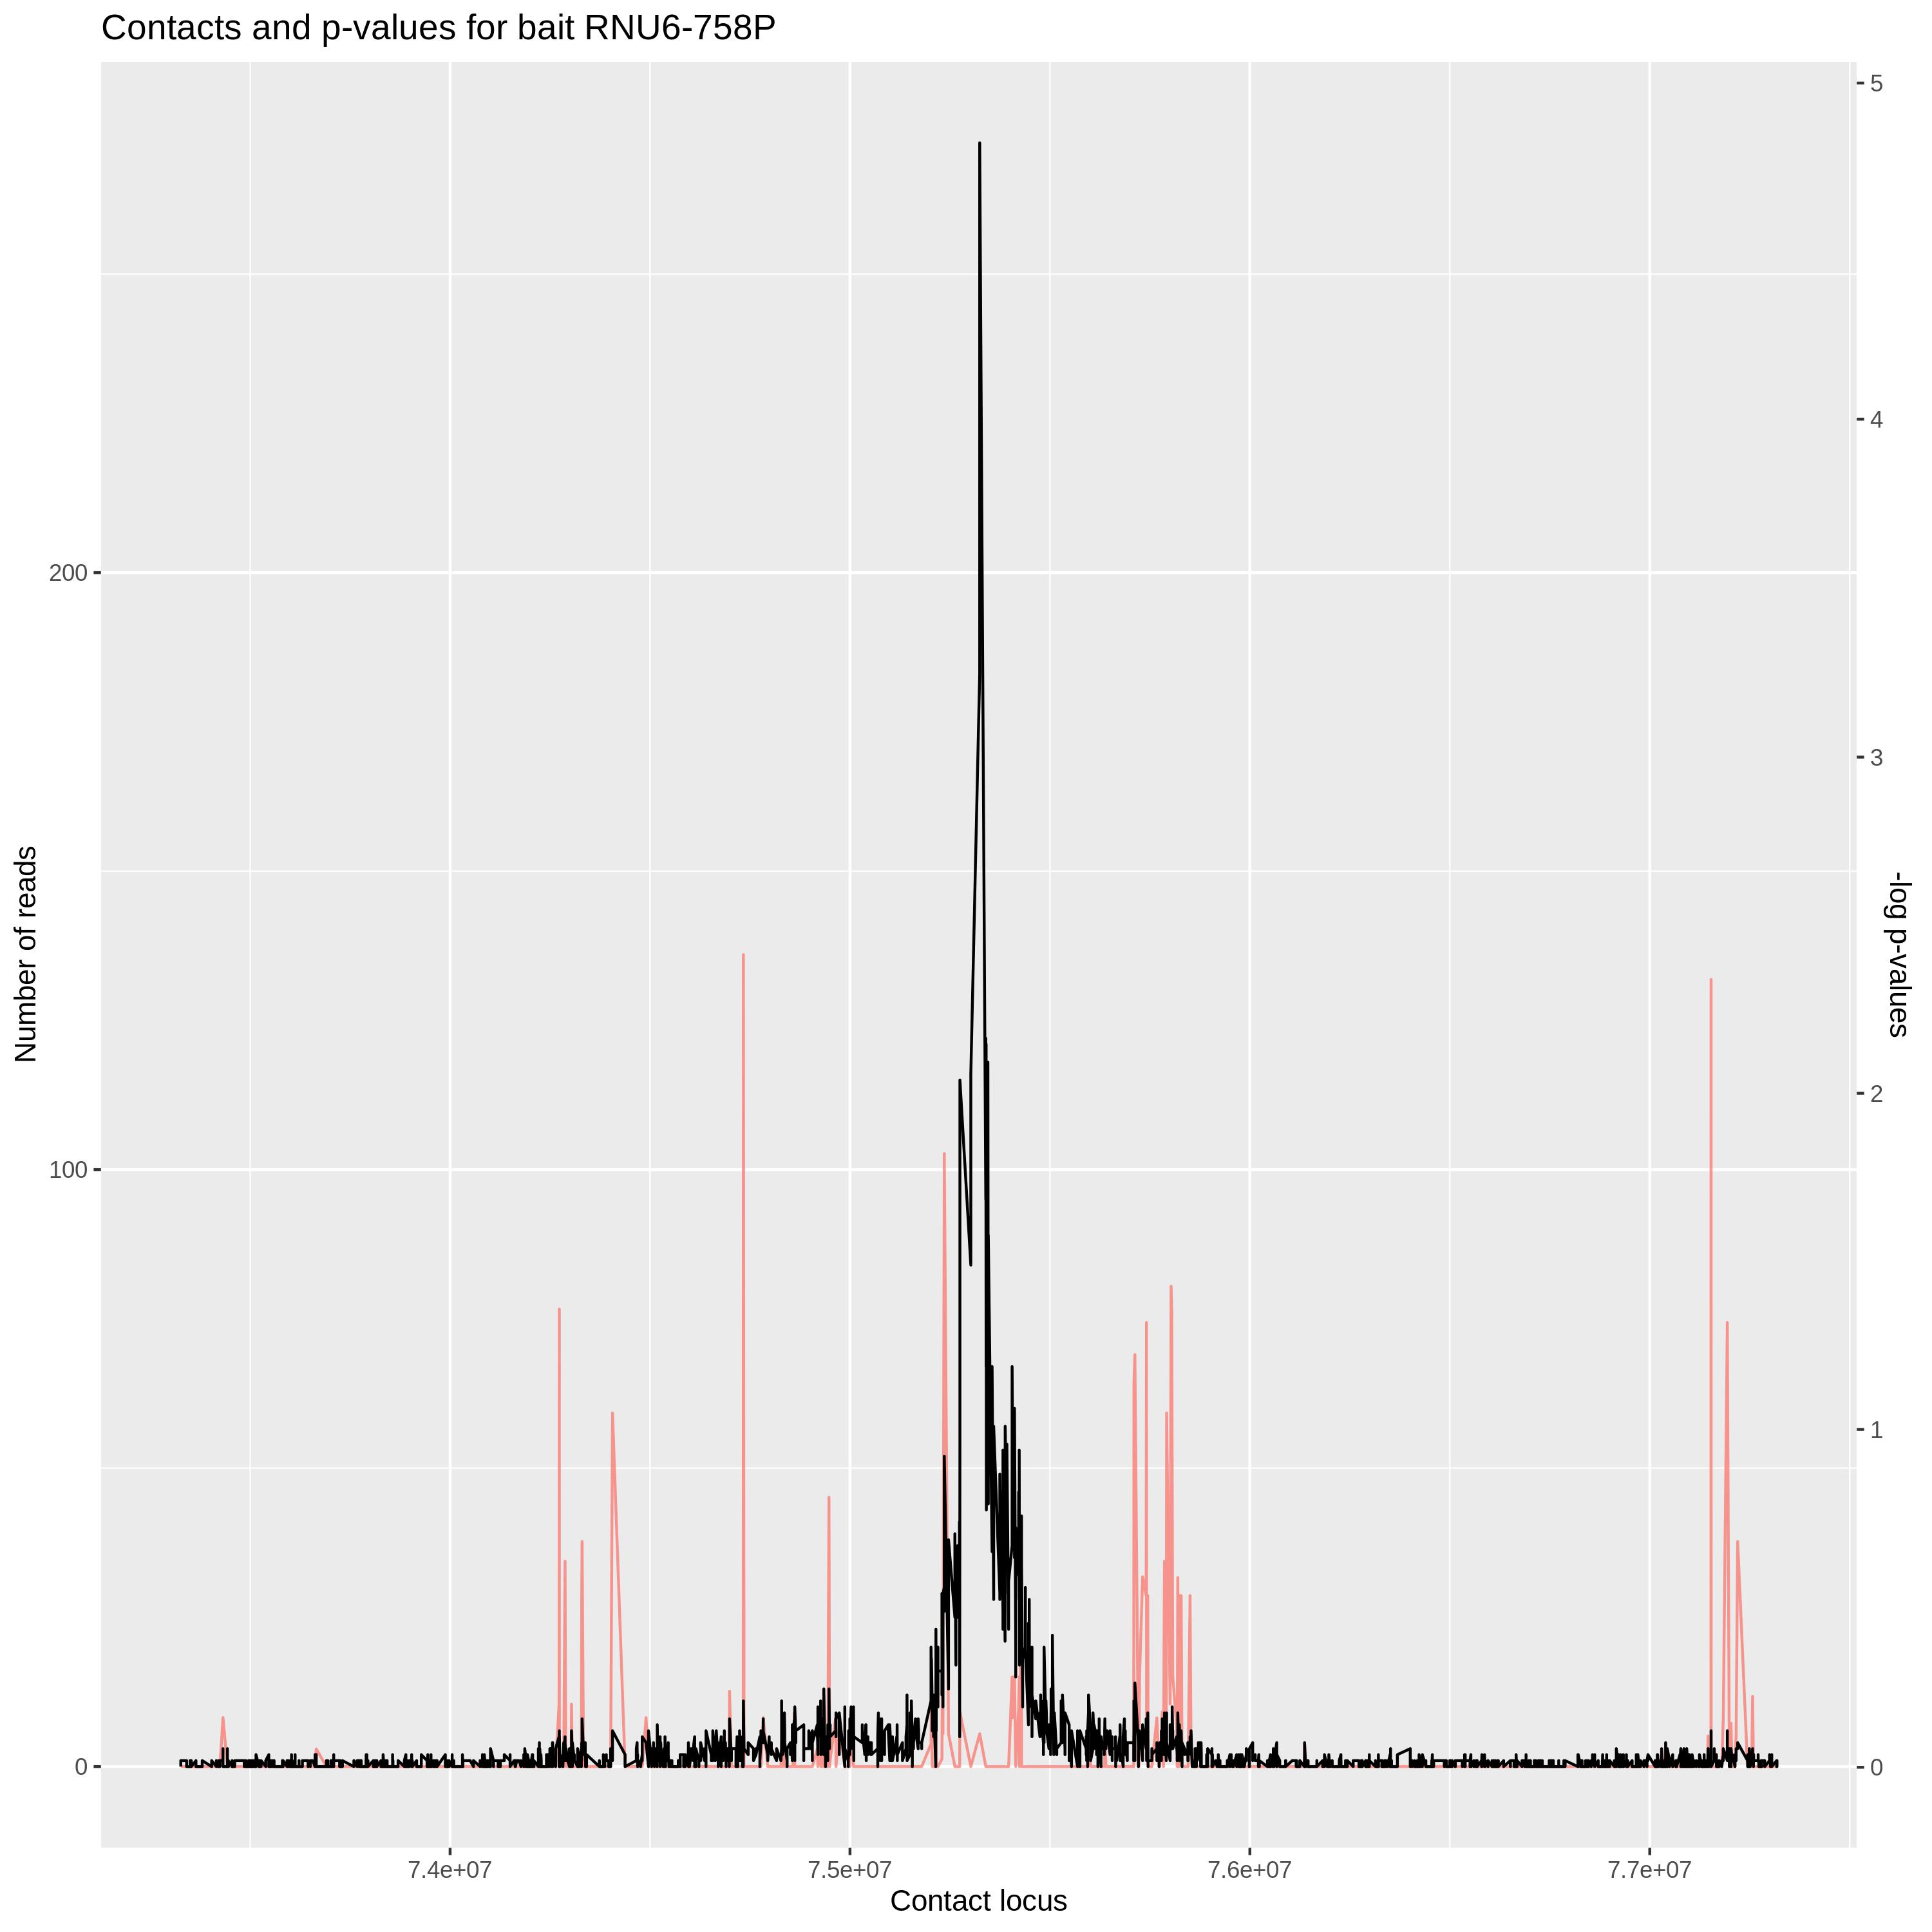 Contacts and p-values for bait RNU6-758P
5
4
200
3
Number of reads
-log p-values
2
100
1
0
0
7.4e+07
7.5e+07
7.6e+07
7.7e+07
Contact locus